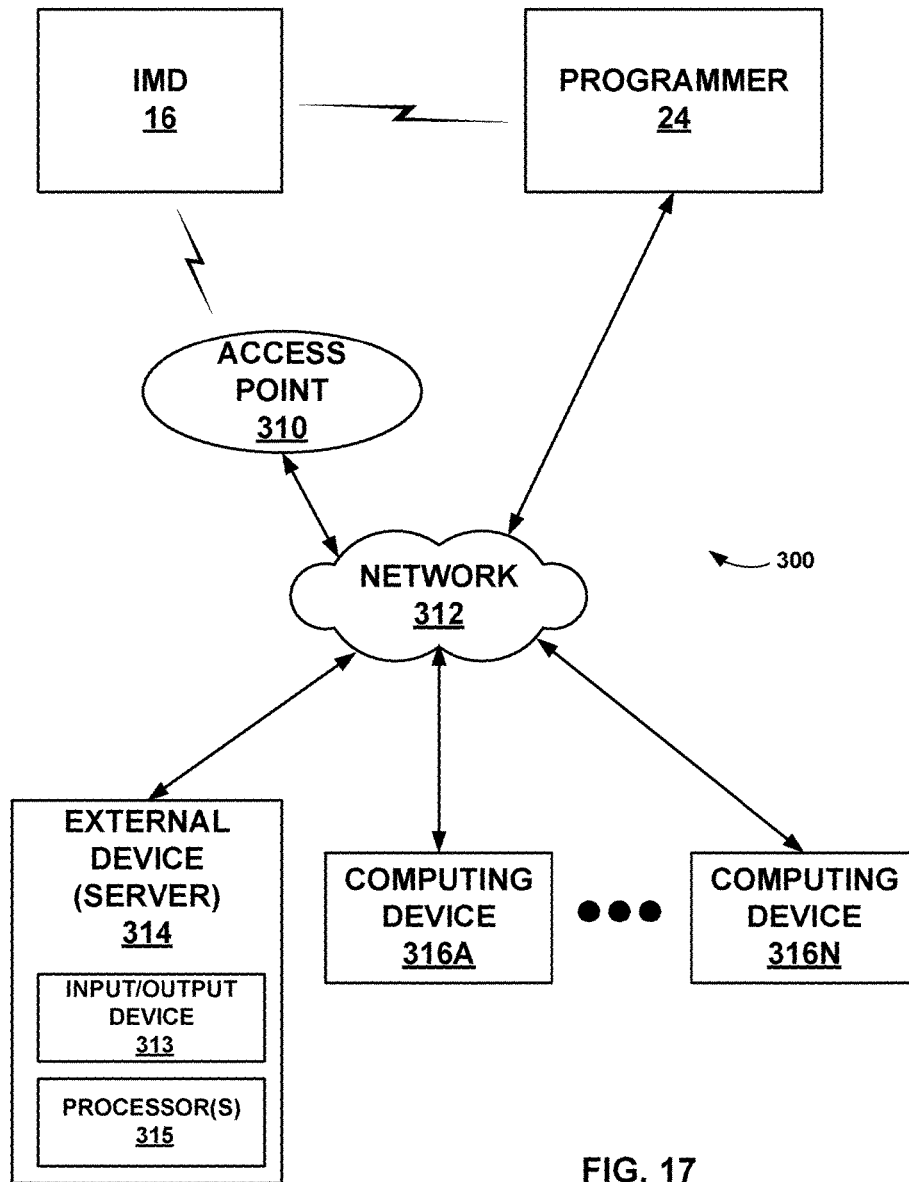 IMD
16
PROGRAMMER
24
ACCESS
POINT
310
NETWORK
312
300
EXTERNAL
DEVICE
(SERVER)
314
INPUT/OUTPUT
DEVICE
313
PROCESSOR(S)
315
COMPUTING
DEVICE
316A
COMPUTING
DEVICE
316N
FIG. 17